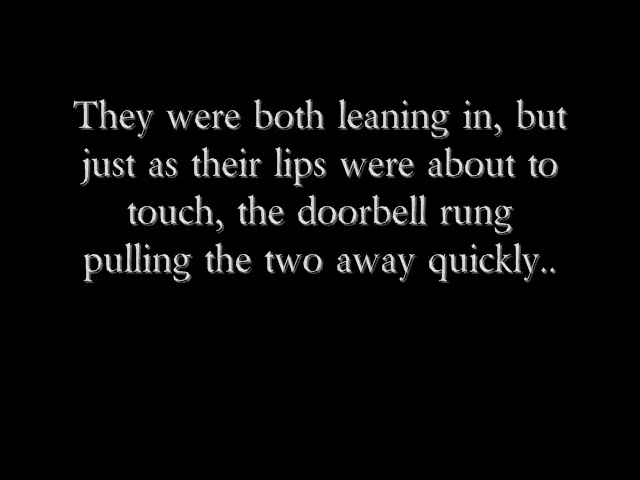 They were both leaning in, but
just as their lips were about to
touch, the doorbell rung
pulling the two away quickly..